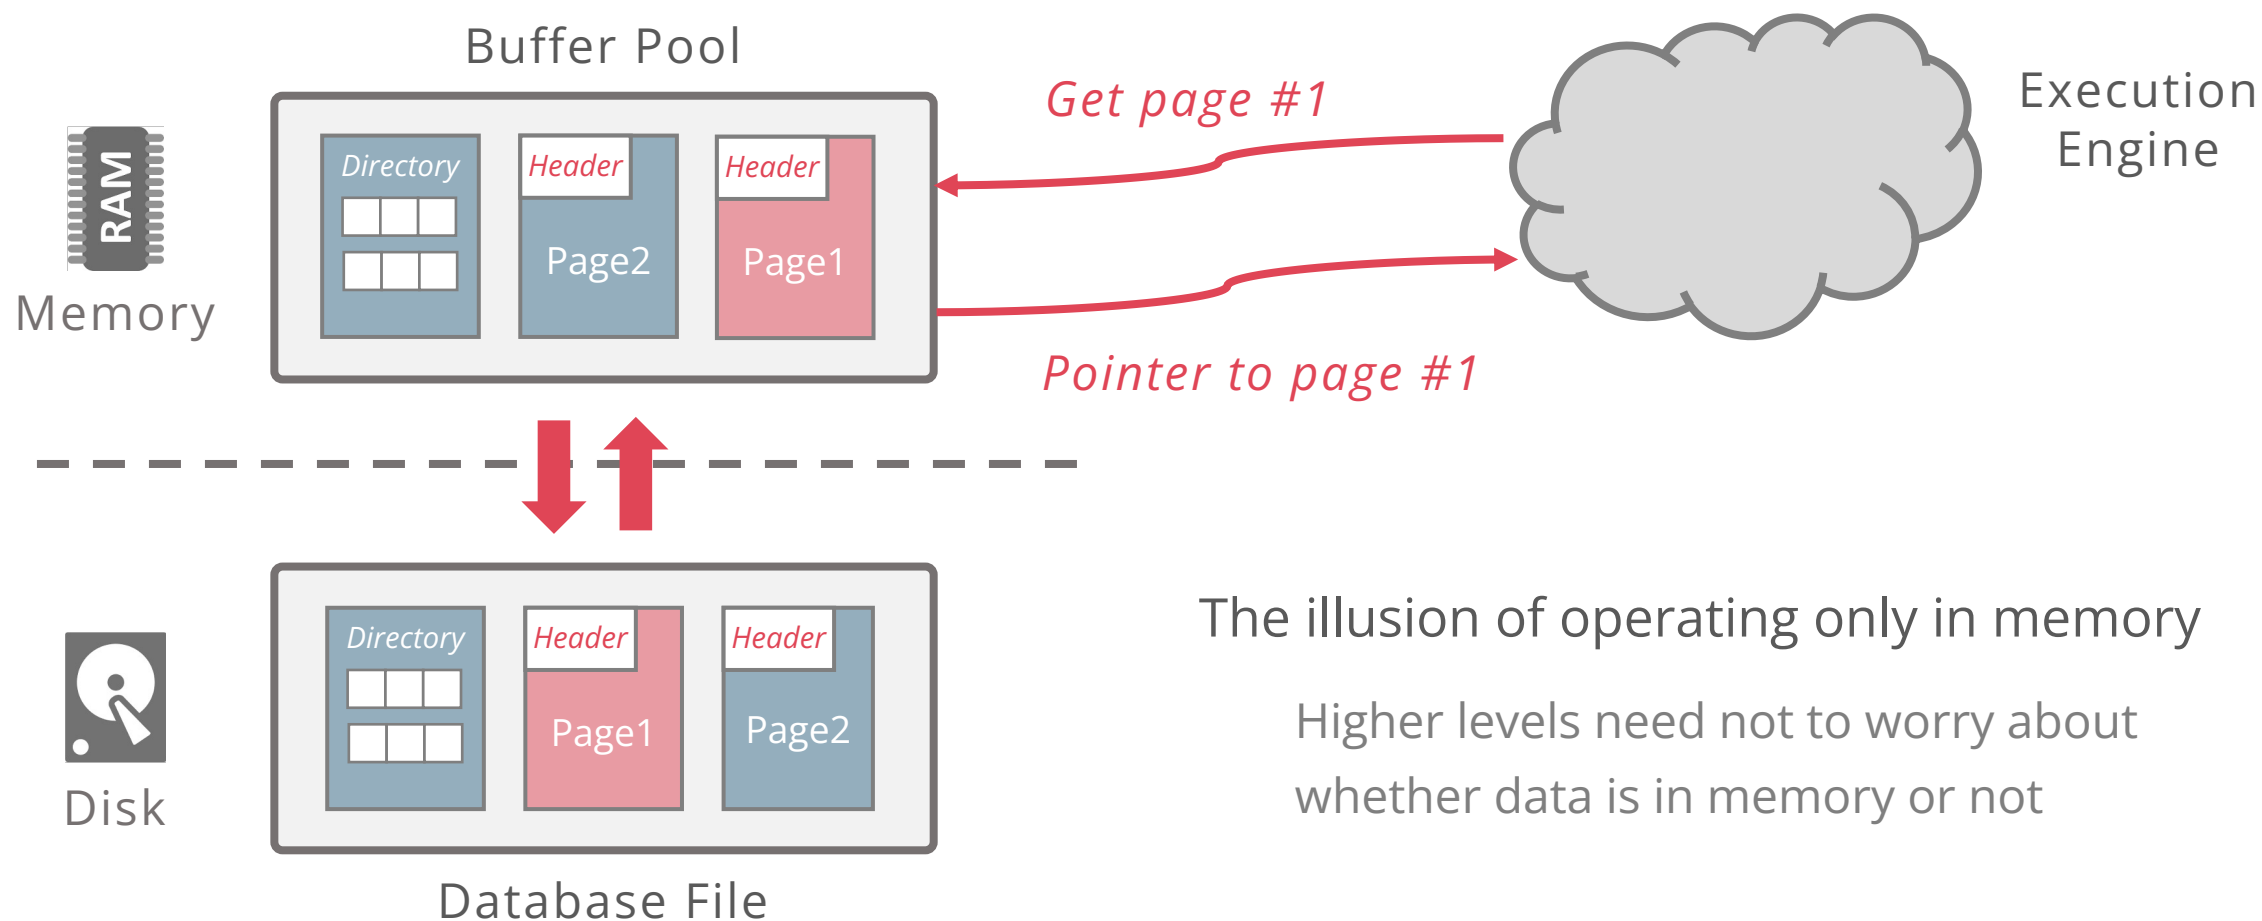 Buffer Pool
Get page #1
Execution
Engine
RAM
Memory
Directory
Header
Page2
Header
Page1
Pointer to page #1
Directory
Header
Page1
Header
Page2
Disk
Database File
The illusion of operating only in memory
Higher levels need not to worry about
whether data is in memory or not